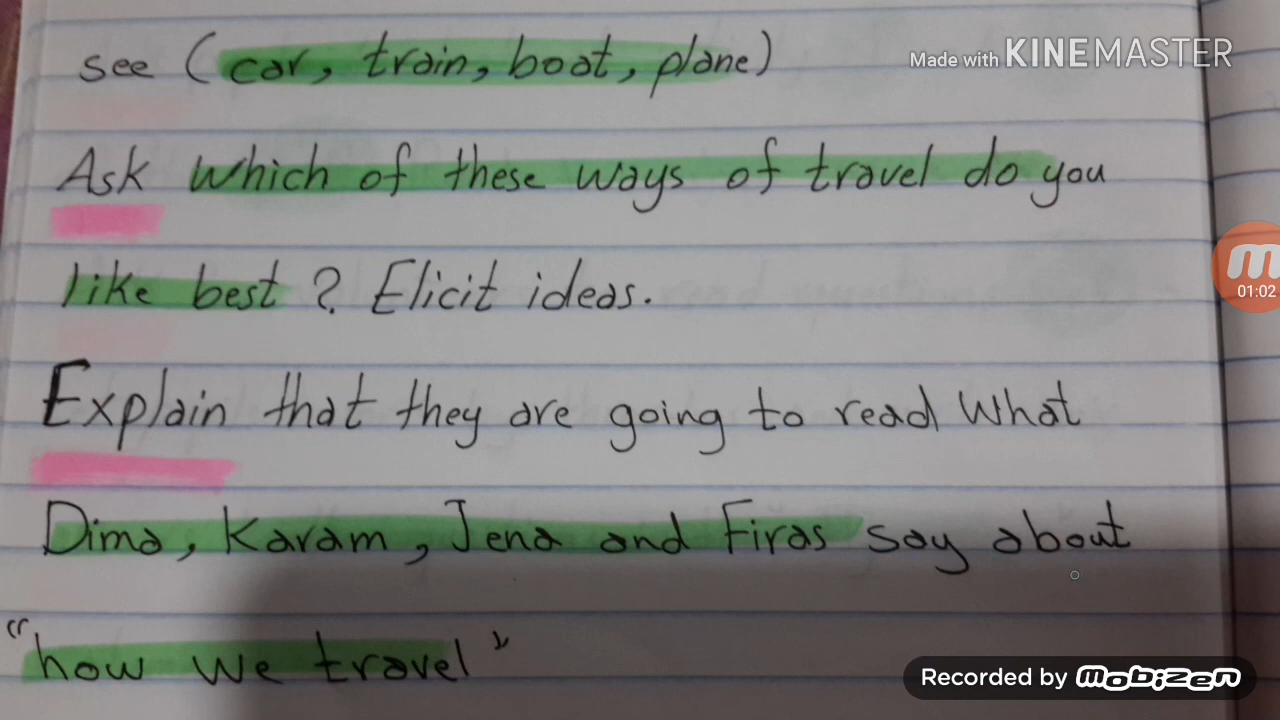 see (car, train, boat, plane)
Made with KINEMASTER
Ask which of these ways of travel do you
like best? Elicit ideas.
01:02
Explain that they are going to read What
Dima, Karam, Jena and Firas say about
"how we travel"
Recorded by mobizen